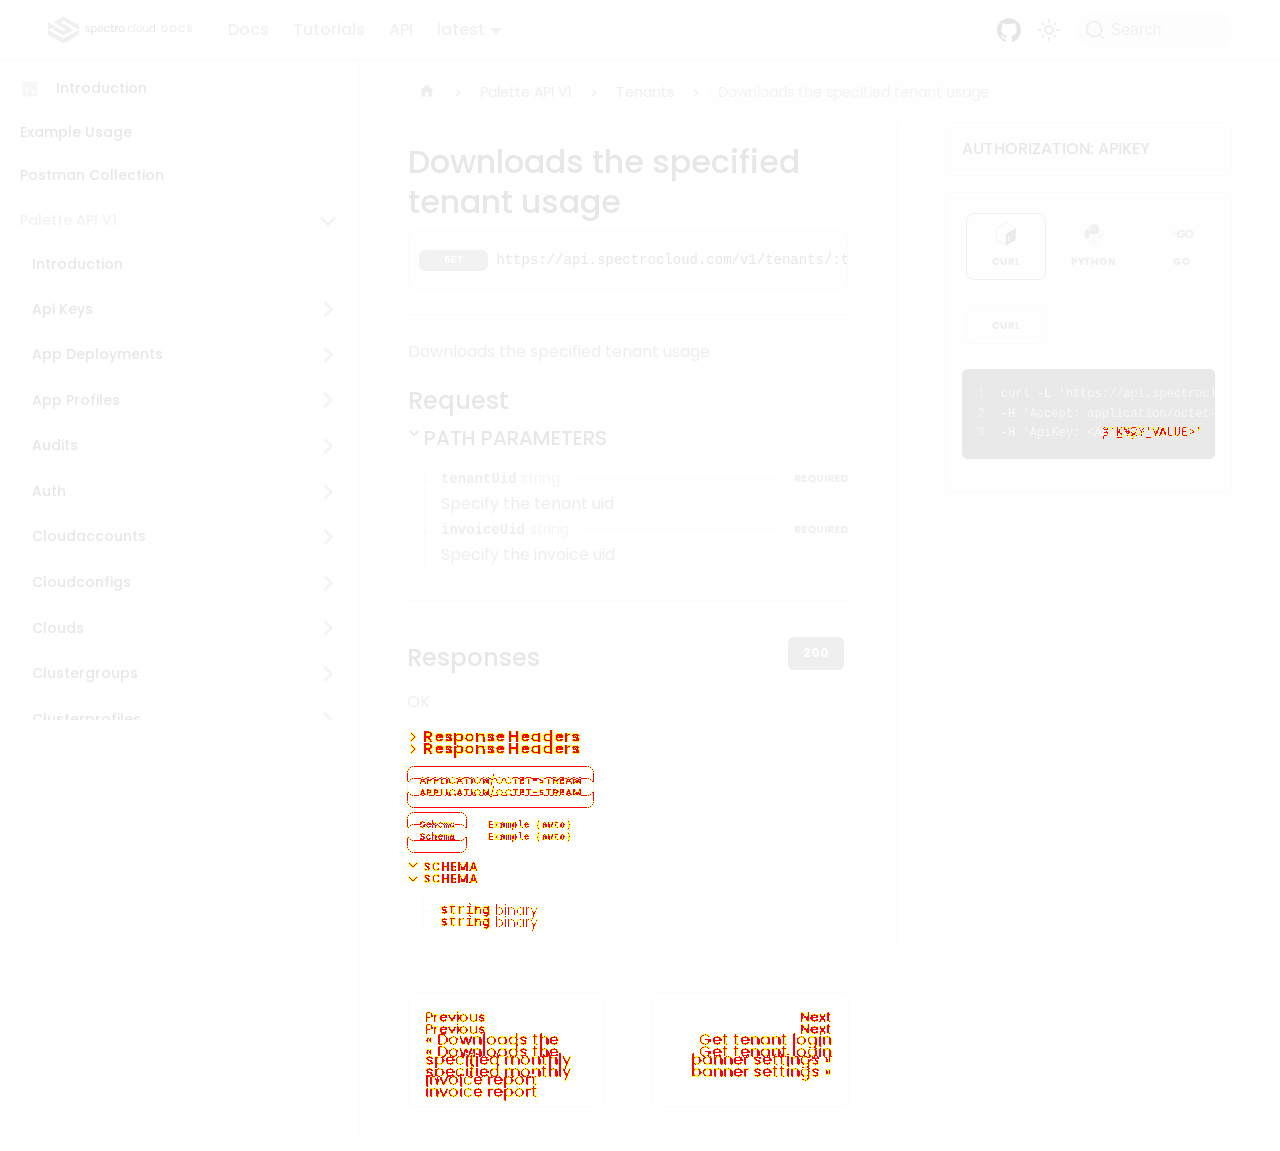 spectro cloud DOCS
Docs
Tutorials
API
latest
Search
Introduction
Example Usage
Postman Collection
Palette API V1
Introduction
Api Keys
App Deployments
App Profiles
Audits
Auth
Cloudaccounts
Cloudconfigs
Clouds
Clustergroups
Clusterprofiles
Palette API V1
Tenants
Downloads the specified tenant usage
Downloads the specified
tenant usage
GET https://api.spectrocloud.com/v1/tenants/:t
Downloads the specified tenant usage
Request
PATH PARAMETERS
tenantUid string REQUIRED
Specify the tenant uid
invoiceUid string REQUIRED
Specify the invoice uid
Responses
200
OK
Response Headers
Response Headers
APPLICATION/OCTET-STREAM
APPLICATION/OCTET-STREAM
Schema Example (auto)
Schema Example (auto)
SCHEMA
SCHEMA
string binary
string binary
Previous
Previous
« Downloads the
« Downloads the
specified monthly
specified monthly
invoice report
invoice report
Next
Next
Get tenant login
Get tenant login
banner settings »
banner settings »
AUTHORIZATION: APIKEY
CURL
PYTHON
GO
GO
CURL
1 curl -L 'https://api.spectrocl
2 -H 'Accept: application/octet-
3 -H 'ApiKey: VALUE>'